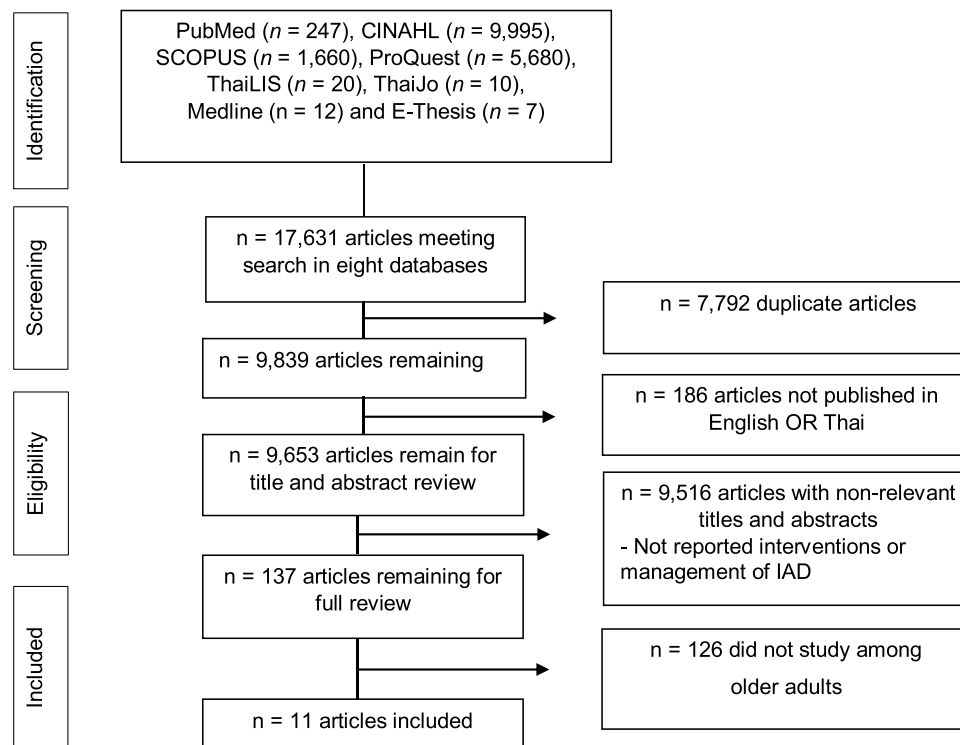 Identification
PubMed (n = 247), CINAHL (n = 9,995),
SCOPUS (n = 1,660), ProQuest (n = 5,680),
ThaiLIS (n = 20), ThaiJo (n = 10),
Medline (n = 12) and E-Thesis (n = 7)
Screening
n = 17,631 articles meeting
search in eight databases
n = 7,792 duplicate articles
n = 9,839 articles remaining
n = 186 articles not published in
English OR Thai
Eligibility
n = 9,653 articles remain for
title and abstract review
n = 9,516 articles with non-relevant
titles and abstracts
- Not reported interventions or
management of IAD
n = 137 articles remaining for
full review
Included
n = 126 did not study among
older adults
n = 11 articles included